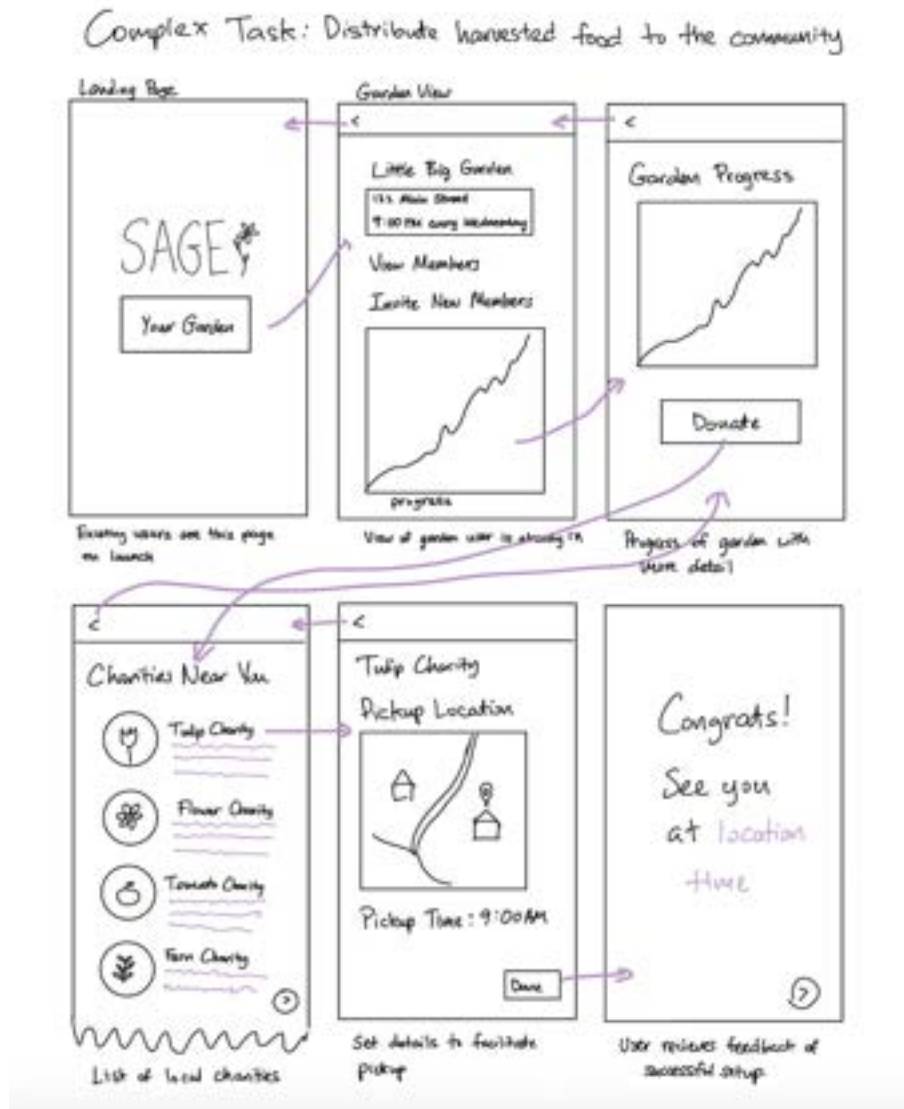 Complex Task: Distribute harvested food to the community
Landing Page
SAGE
Your Garden
Existing users see this page
on launch
Garden View
<
Little Big Garden
123 Main Street
9:00 PM every Wednesday
View Members
Invite New Members
progress
View of garden user is already in
<
Garden Progress
Donate
Progress of garden with
more detail
<
Charities Near You
Tulip Charity
Flower Charity
Tomato Charity
Farm Charity
>
List of local charities
<
Tulip Charity
Pickup Location
Pickup Time: 9:00AM
Done
Set details to facilitate
pickup
Congrats!
See you
at location
time
>
User recieves feedback of
successful setup.